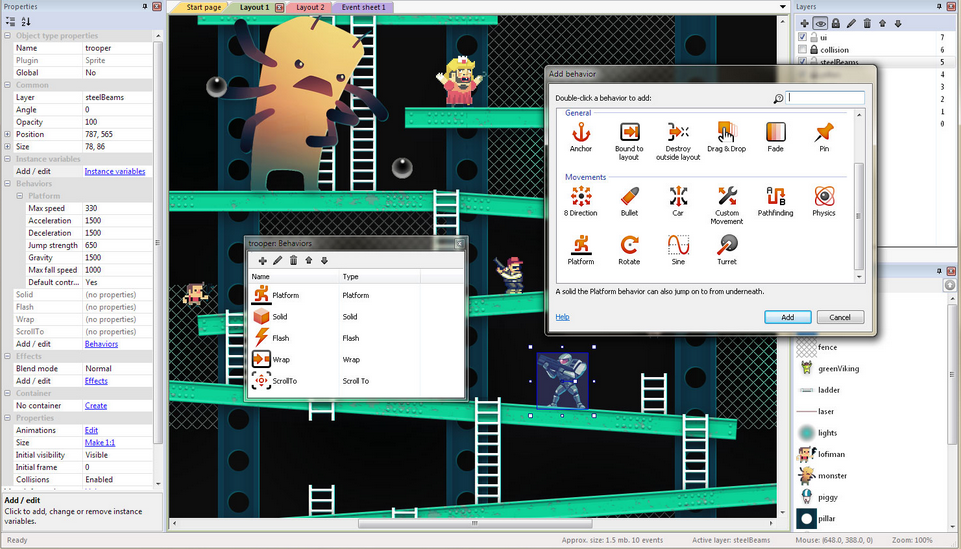 Properties
Object type properties
Name trooper
Plugin Sprite
Global No
Common
Layer steelBeams
Angle 0
Opacity 100
Position 787, 565
Size 78, 86
Instance variables
Add / edit Instance variables
Behaviors
Platform
Max speed 330
Acceleration 1500
Deceleration 1500
Jump strength 650
Gravity 1500
Max fall speed 1000
Default contr... Yes
Solid (no properties)
Flash (no properties)
Wrap (no properties)
ScrollTo (no properties)
Add / edit Behaviors
Effects
Blend mode Normal
Add / edit Effects
Container
No container Create
Properties
Animations Edit
Size Make 1:1
Initial visibility Visible
Initial frame 0
Collisions Enabled
Add / edit
Click to add, change or remove instance
variables.
Start page Layout 1 Layout 2 Event sheet 1
trooper: Behaviors
Name Type
Platform Platform
Solid Solid
Flash Flash
Wrap Wrap
ScrollTo Scroll To
Add behavior
Double-click a behavior to add:
General
Anchor
Bound to
layout
Destroy
outside layout
Drag & Drop
Fade
Pin
Movements
8 Direction
Bullet
Car
Custom
Movement
Pathfinding
Physics
Platform
Rotate
Sine
Turret
A solid the Platform behavior can also jump on to from underneath.
Help Add Cancel
Layers
ui 7
collision 6
steelBeams 5
4
3
2
1
0
fence
greenViking
ladder
laser
lights
lofiman
monster
piggy
pillar
Ready Approx. size: 1.5 mb. 10 events Active layer: steelBeams Mouse: (648.0, 388.0, 0) Zoom: 100%